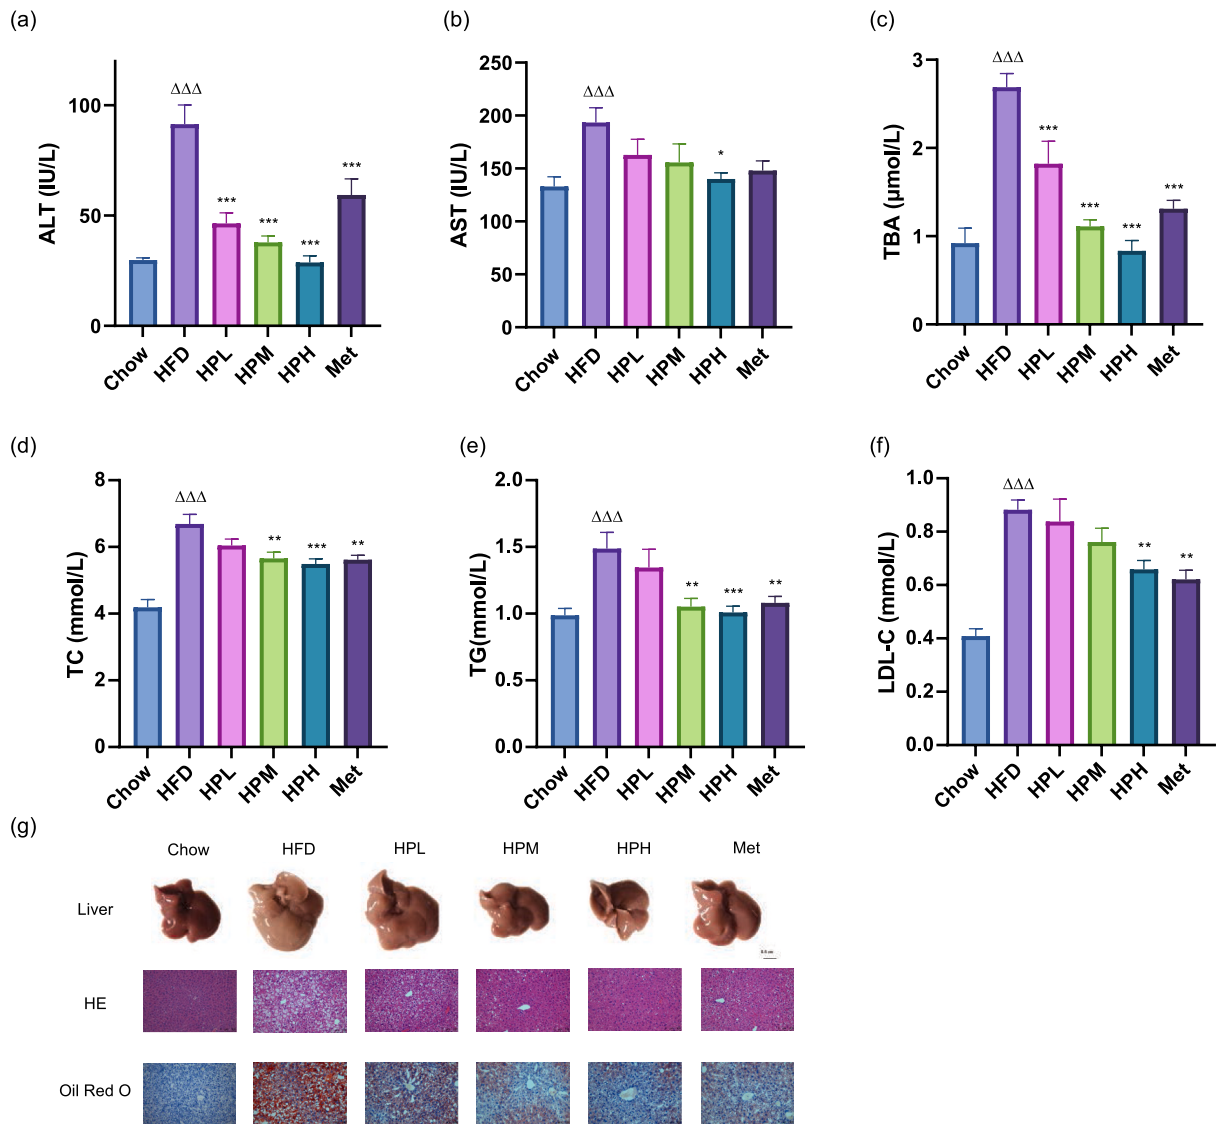 (a)
ALT (IU/L)
100
50
0
ΔΔΔ
***
***
***
***
Chow
HFD
HPL
HPM
HPH
Met
(b)
AST (IU/L)
250
200
150
100
50
0
ΔΔΔ
*
Chow
HFD
HPL
HPM
HPH
Met
(c)
TBA (μmol/L)
3
2
1
0
ΔΔΔ
***
***
***
***
Chow
HFD
HPL
HPM
HPH
Met
(d)
TC (mmol/L)
8
6
4
2
0
ΔΔΔ
**
***
**
Chow
HFD
HPL
HPM
HPH
Met
(e)
TG(mmol/L)
2.0
1.5
1.0
0.5
0.0
ΔΔΔ
**
***
**
Chow
HFD
HPL
HPM
HPH
Met
(f)
LDL-C (mmol/L)
1.0
0.8
0.6
0.4
0.2
0.0
ΔΔΔ
**
**
Chow
HFD
HPL
HPM
HPH
Met
(g)
Chow HFD HPL HPM HPH Met
Liver
HE
Oil Red O